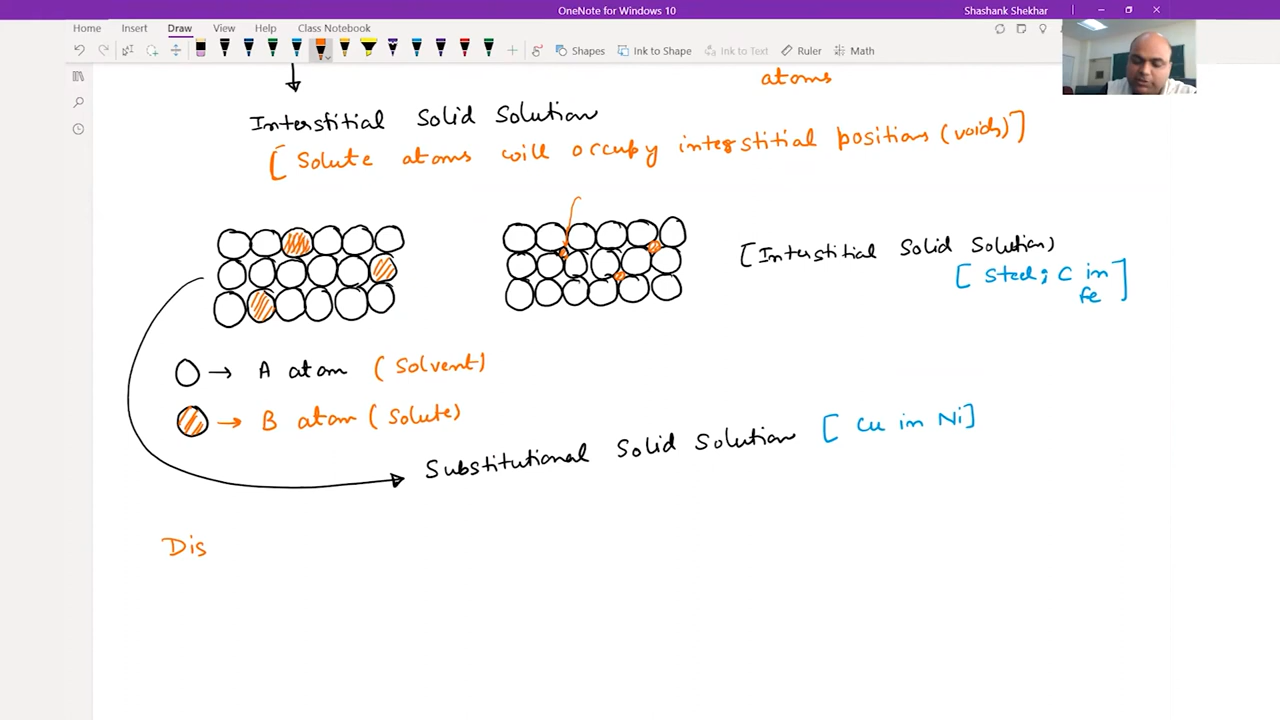 OneNote for Windows 10
Shashank Shekhar
Home Insert Draw View Help Class Notebook
Shapes Ink to Shape Ink to Text Ruler Math
atoms
Interstitial Solid Solution
[Solute atoms will occupy interstitial positions (voids)]
[Interstitial Solid Solution)
[Steel; C in
Fe]
→ A atom (Solvent)
→ B atom (Solute)
Substitutional Solid Solution [Cu in Ni]
Dis